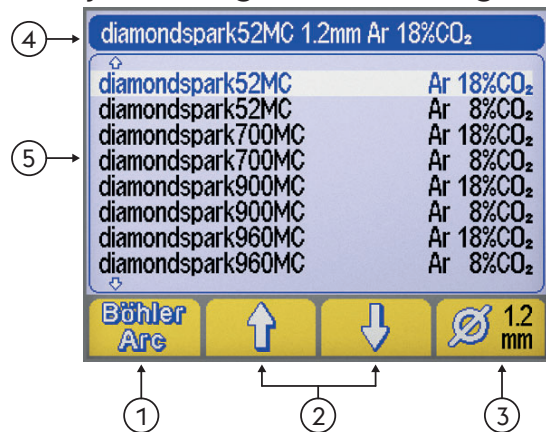 4
diamondspark52MC 1.2mm Ar 18%CO₂
5
diamondspark52MC Ar 18%CO₂
diamondspark52MC Ar 8%CO₂
diamondspark700MC Ar 18%CO₂
diamondspark700MC Ar 8%CO₂
diamondspark900MC Ar 18%CO₂
diamondspark900MC Ar 8%CO₂
diamondspark960MC Ar 18%CO₂
diamondspark960MC Ar 8%CO₂
Böhler
Arc
1.2
mm
1
2
3